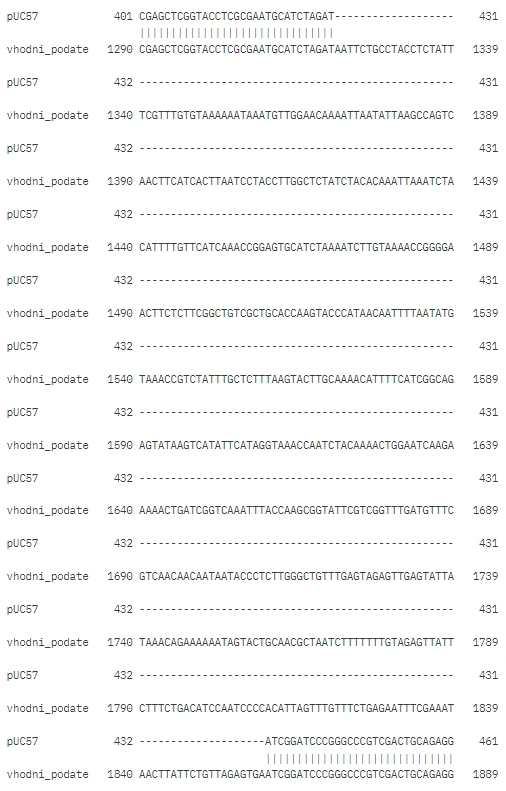 pUC57 401 CGAGCTCGGTACCTCGCGAATGCATCTAGAT------------------- 431
|||||||||||||||||||||||||||||||
vhodni_podate 1290 CGAGCTCGGTACCTCGCGAATGCATCTAGATAATTCTGCCTACCTCTATT 1339
pUC57 432 -------------------------------------------------- 431
vhodni_podate 1340 TCGTTTGTGTAAAAAATAAATGTTGGAACAAAATTAATATTAAGCCAGTC 1389
pUC57 432 -------------------------------------------------- 431
vhodni_podate 1390 AACTTCATCACTTAATCCTACCTTGGCTCTATCTACACAAATTAAATCTA 1439
pUC57 432 -------------------------------------------------- 431
vhodni_podate 1440 CATTTTGTTCATCAAACCGGAGTGCATCTAAAATCTTGTAAAACCGGGGA 1489
pUC57 432 -------------------------------------------------- 431
vhodni_podate 1490 ACTTCTCTTCGGCTGTCGCTGCACCAAGTACCCATAACAATTTTAATATG 1539
pUC57 432 -------------------------------------------------- 431
vhodni_podate 1540 TAAACCGTCTATTTGCTCTTTAAGTACTTGCAAAACATTTTCATCGGCAG 1589
pUC57 432 -------------------------------------------------- 431
vhodni_podate 1590 AGTATAAGTCATATTCATAGGTAAACCAATCTACAAAACTGGAATCAAGA 1639
pUC57 432 -------------------------------------------------- 431
vhodni_podate 1640 AAAACTGATCGGTCAAATTTACCAAGCGGTATTCGTCGGTTTGATGTTTC 1689
pUC57 432 -------------------------------------------------- 431
vhodni_podate 1690 GTCAACAACAATAATACCCTCTTGGGCTGTTTGAGTAGAGTTGAGTATTA 1739
pUC57 432 -------------------------------------------------- 431
vhodni_podate 1740 TAAACAGAAAAAATAGTACTGCAACGCTAATCTTTTTTTGTAGAGTTATT 1789
pUC57 432 -------------------------------------------------- 431
vhodni_podate 1790 CTTTCTGACATCCAATCCCCACATTAGTTTGTTTCTGAGAATTTCGAAAT 1839
pUC57 432 --------------------ATCGGATCCCGGGCCCGTCGACTGCAGAGG 461
||||||||||||||||||||||||||||||
vhodni_podate 1840 AACTTATTCTGTTAGAGTGAATCGGATCCCGGGCCCGTCGACTGCAGAGG 1889